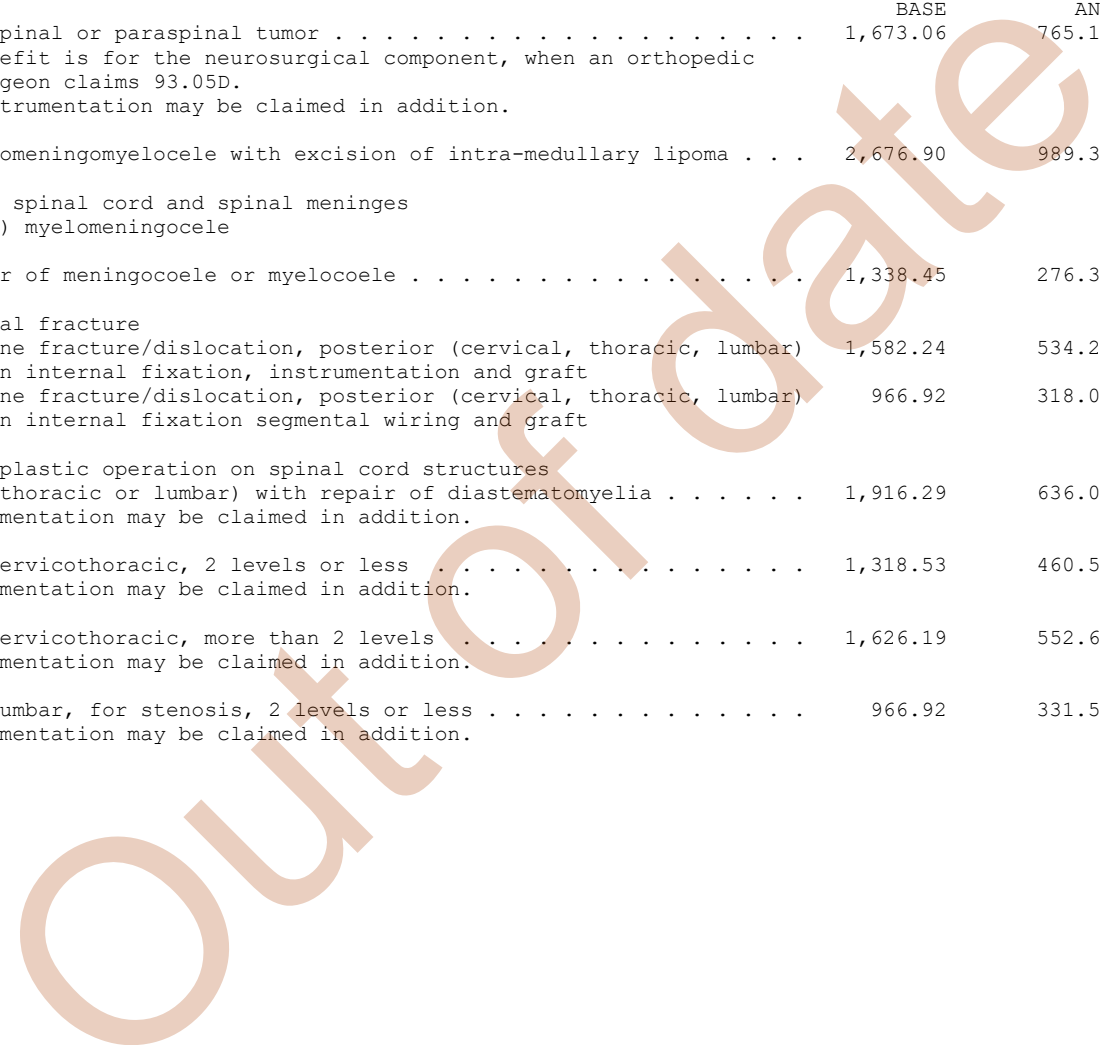 BASE AN
pinal or paraspinal tumor . . . . . . . . . . . . . . . . . . . 1,673.06 765.1
efit is for the neurosurgical component, when an orthopedic
geon claims 93.05D.
trumentation may be claimed in addition.
omeningomyelocele with excision of intra-medullary lipoma . . . 2,676.90 989.3
spinal cord and spinal meninges
) myelomeningocele
r of meningocoele or myelocoele . . . . . . . . . . . . . . . . 1,338.45 276.3
al fracture
ne fracture/dislocation, posterior (cervical, thoracic, lumbar) 1,582.24 534.2
n internal fixation, instrumentation and graft
ne fracture/dislocation, posterior (cervical, thoracic, lumbar) 966.92 318.0
n internal fixation segmental wiring and graft
plastic operation on spinal cord structures
thoracic or lumbar) with repair of diastematomyelia . . . . . . 1,916.29 636.0
mentation may be claimed in addition.
ervicothoracic, 2 levels or less . . . . . . . . . . . . . . . 1,318.53 460.5
mentation may be claimed in addition.
ervicothoracic, more than 2 levels . . . . . . . . . . . . . . 1,626.19 552.6
mentation may be claimed in addition.
umbar, for stenosis, 2 levels or less . . . . . . . . . . . . . 966.92 331.5
mentation may be claimed in addition.
Out of date